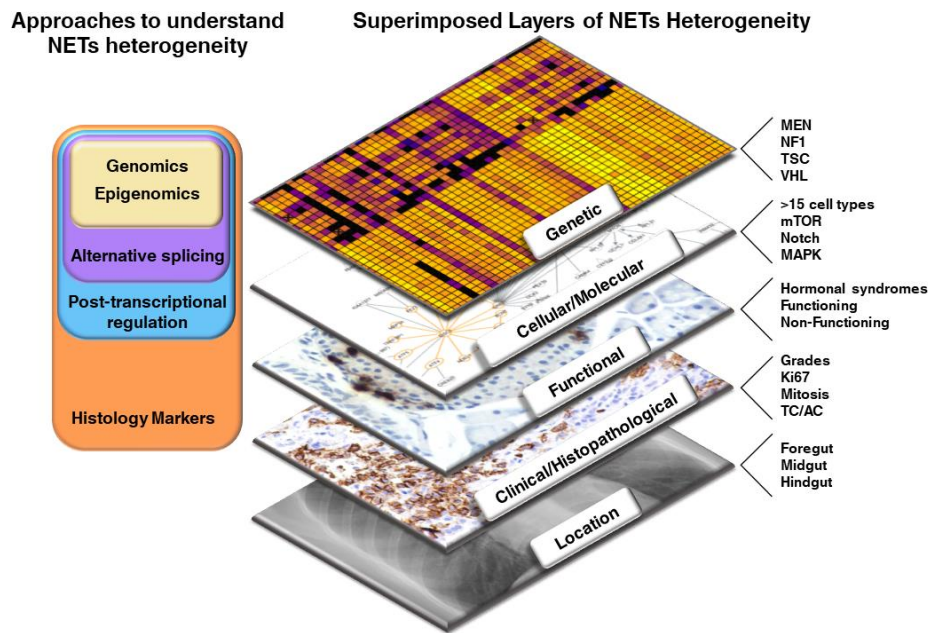 Approaches to understand
NETs heterogeneity
Superimposed Layers of NETs Heterogeneity
Genomics
Epigenomics
Alternative splicing
Post-transcriptional
regulation
Histology Markers
Genetic
Cellular/Molecular
Functional
Clinical/Histopathological
Location
MEN
NF1
TSC
VHL
>15 cell types
mTOR
Notch
MAPK
Hormonal syndromes
Functioning
Non-Functioning
Grades
Ki67
Mitosis
TC/AC
Foregut
Midgut
Hindgut